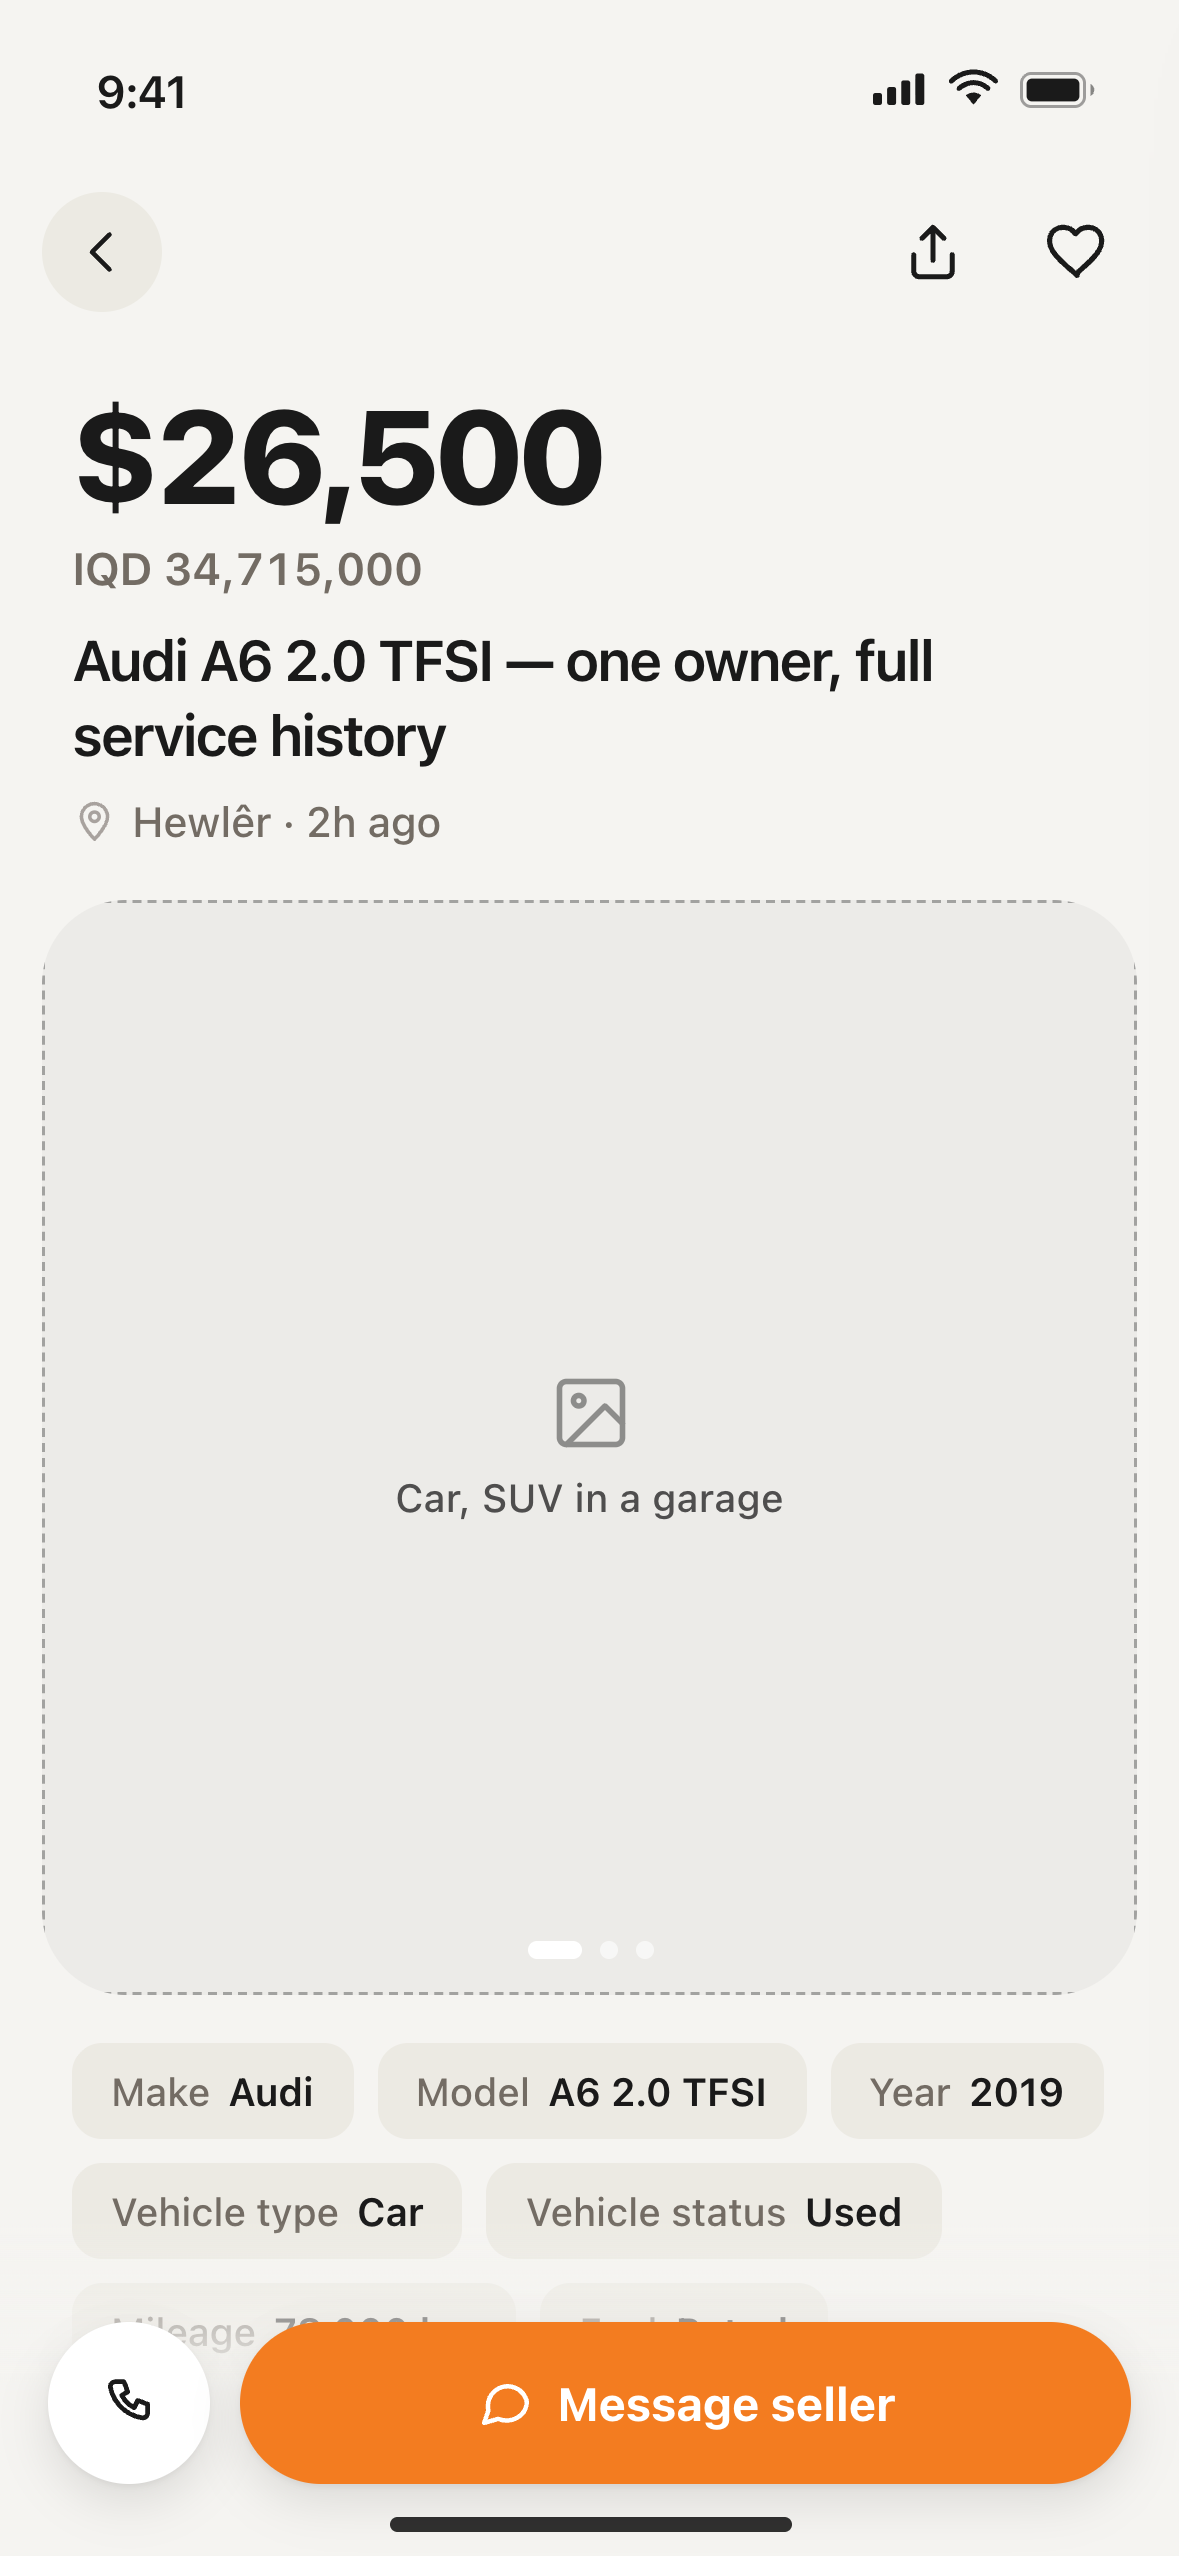 9:41
$26,500
IQD 34,715,000
Audi A6 2.0 TFSI — one owner, full
service history
Hewlêr · 2h ago
Car, SUV in a garage
Make Audi
Model A6 2.0 TFSI
Year 2019
Vehicle type Car
Vehicle status Used
Mileage
Message seller